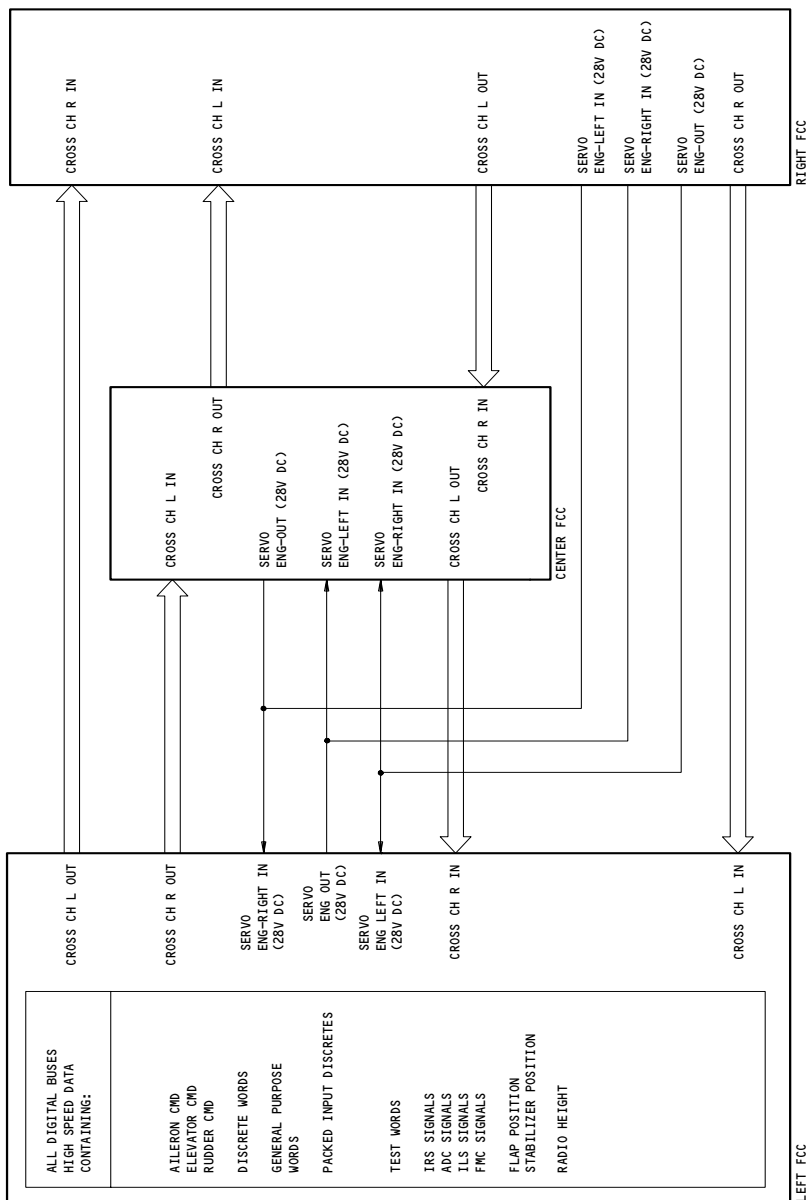 ALL DIGITAL BUSES
HIGH SPEED DATA
CONTAINING:
AILERON CMD
ELEVATOR CMD
RUDDER CMD
DISCRETE WORDS
GENERAL PURPOSE
WORDS
PACKED INPUT DISCRETES
TEST WORDS
IRS SIGNALS
ADC SIGNALS
ILS SIGNALS
FMC SIGNALS
FLAP POSITION
STABILIZER POSITION
RADIO HEIGHT
CROSS CH L OUT
CROSS CH R OUT
SERVO
ENG-RIGHT IN
(28V DC)
SERVO
ENG OUT
(28V DC)
SERVO
ENG LEFT IN
(28V DC)
CROSS CH R IN
CROSS CH L IN
LEFT FCC
CROSS CH L IN
CROSS CH R OUT
SERVO
ENG-OUT (28V DC)
SERVO
ENG-LEFT IN (28V DC)
SERVO
ENG-RIGHT IN (28V DC)
CROSS CH L OUT
CROSS CH R IN
CENTER FCC
CROSS CH R IN
CROSS CH L IN
CROSS CH L OUT
SERVO
ENG-LEFT IN (28V DC)
SERVO
ENG-RIGHT IN (28V DC)
SERVO
ENG-OUT (28V DC)
CROSS CH R OUT
RIGHT FCC